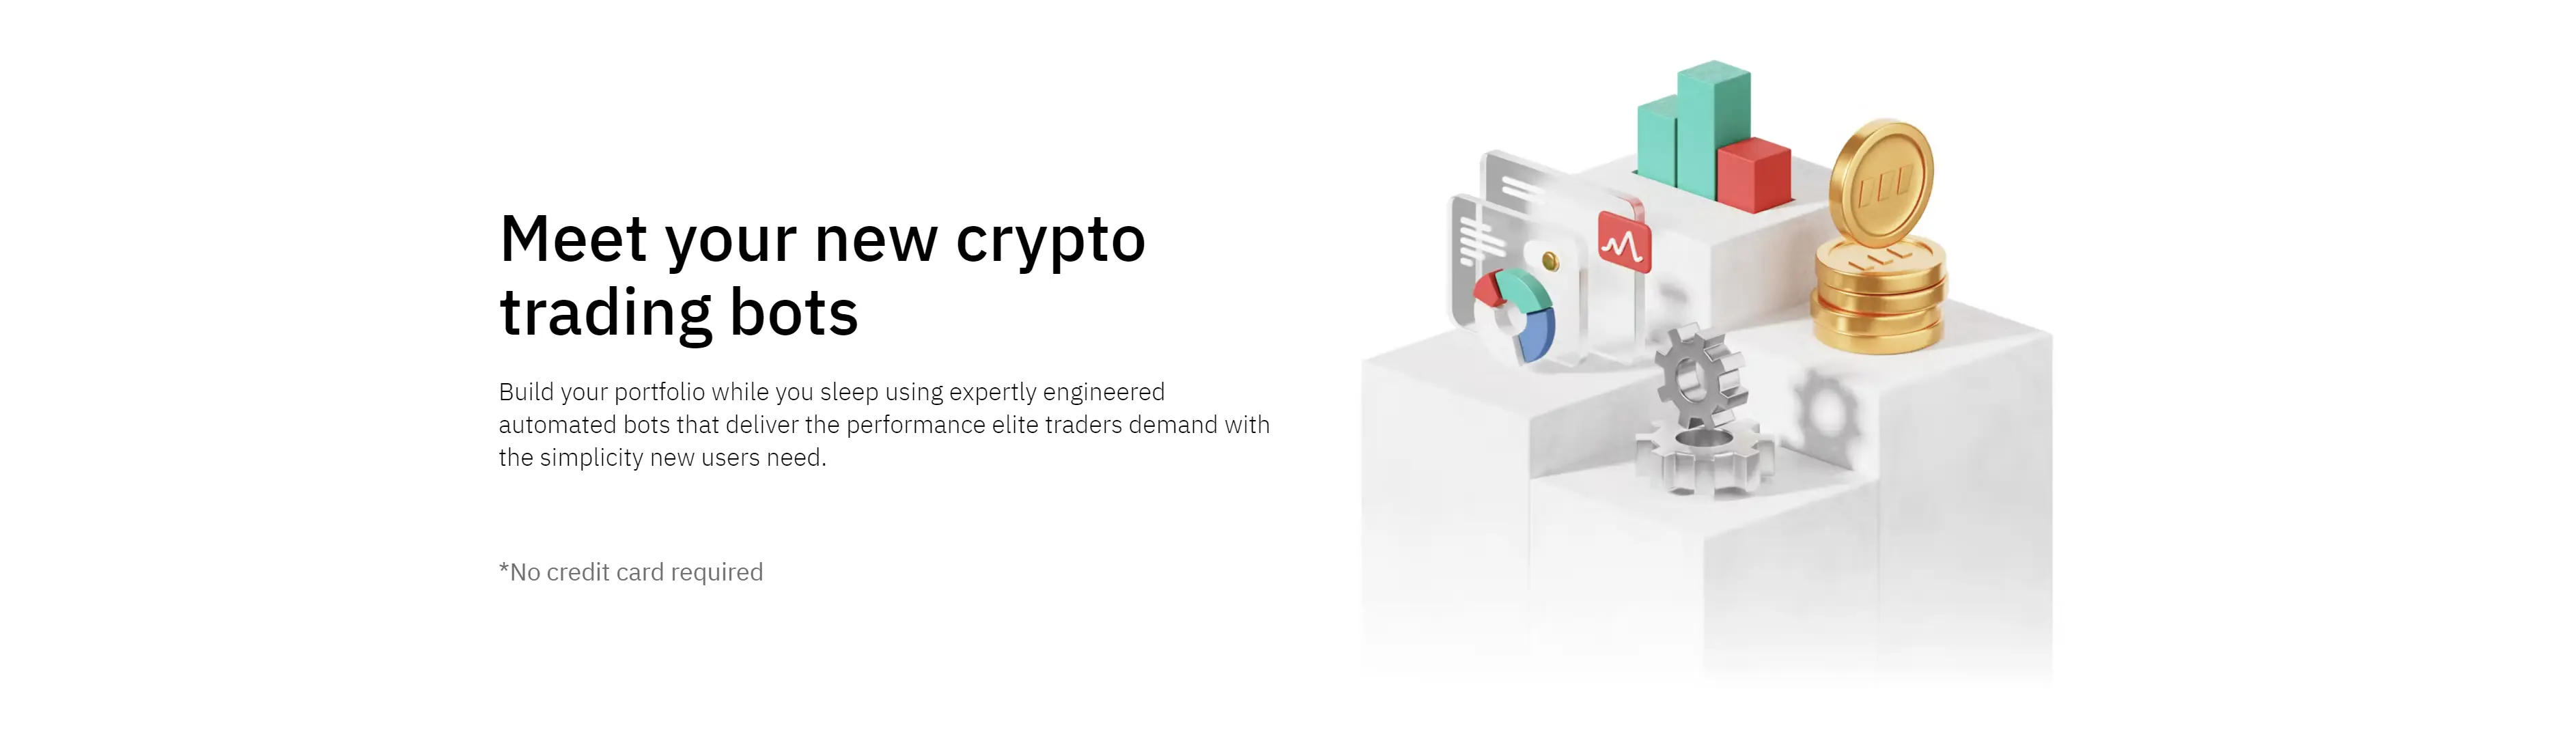 Meet your new crypto
trading bots
Build your portfolio while you sleep using expertly engineered
automated bots that deliver the performance elite traders demand with
the simplicity new users need.
*No credit card required